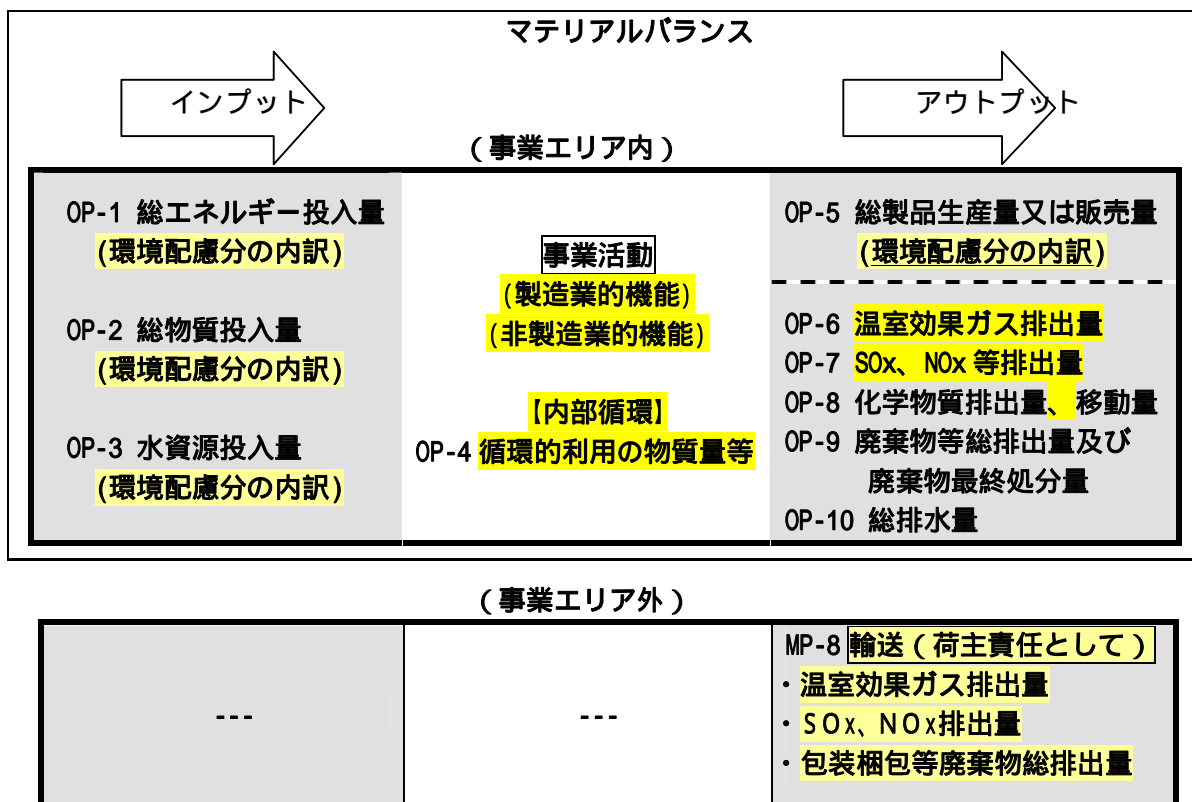 マテリアルバランス
インプット
アウトプット
（事業エリア内）
OP-1 総エネルギー投入量
(環境配慮分の内訳)
OP-2 総物質投入量
(環境配慮分の内訳)
OP-3 水資源投入量
(環境配慮分の内訳)
事業活動
(製造業的機能)
(非製造業的機能)
【内部循環】
OP-4 循環的利用の物質量等
OP-5 総製品生産量又は販売量
(環境配慮分の内訳)
OP-6 温室効果ガス排出量
OP-7 SOx、NOx 等排出量
OP-8 化学物質排出量、移動量
OP-9 廃棄物等総排出量及び
廃棄物最終処分量
OP-10 総排水量
（事業エリア外）
---
---
MP-8 輸送（荷主責任として）
・温室効果ガス排出量
・ＳＯx、ＮＯx排出量
・包装梱包等廃棄物総排出量